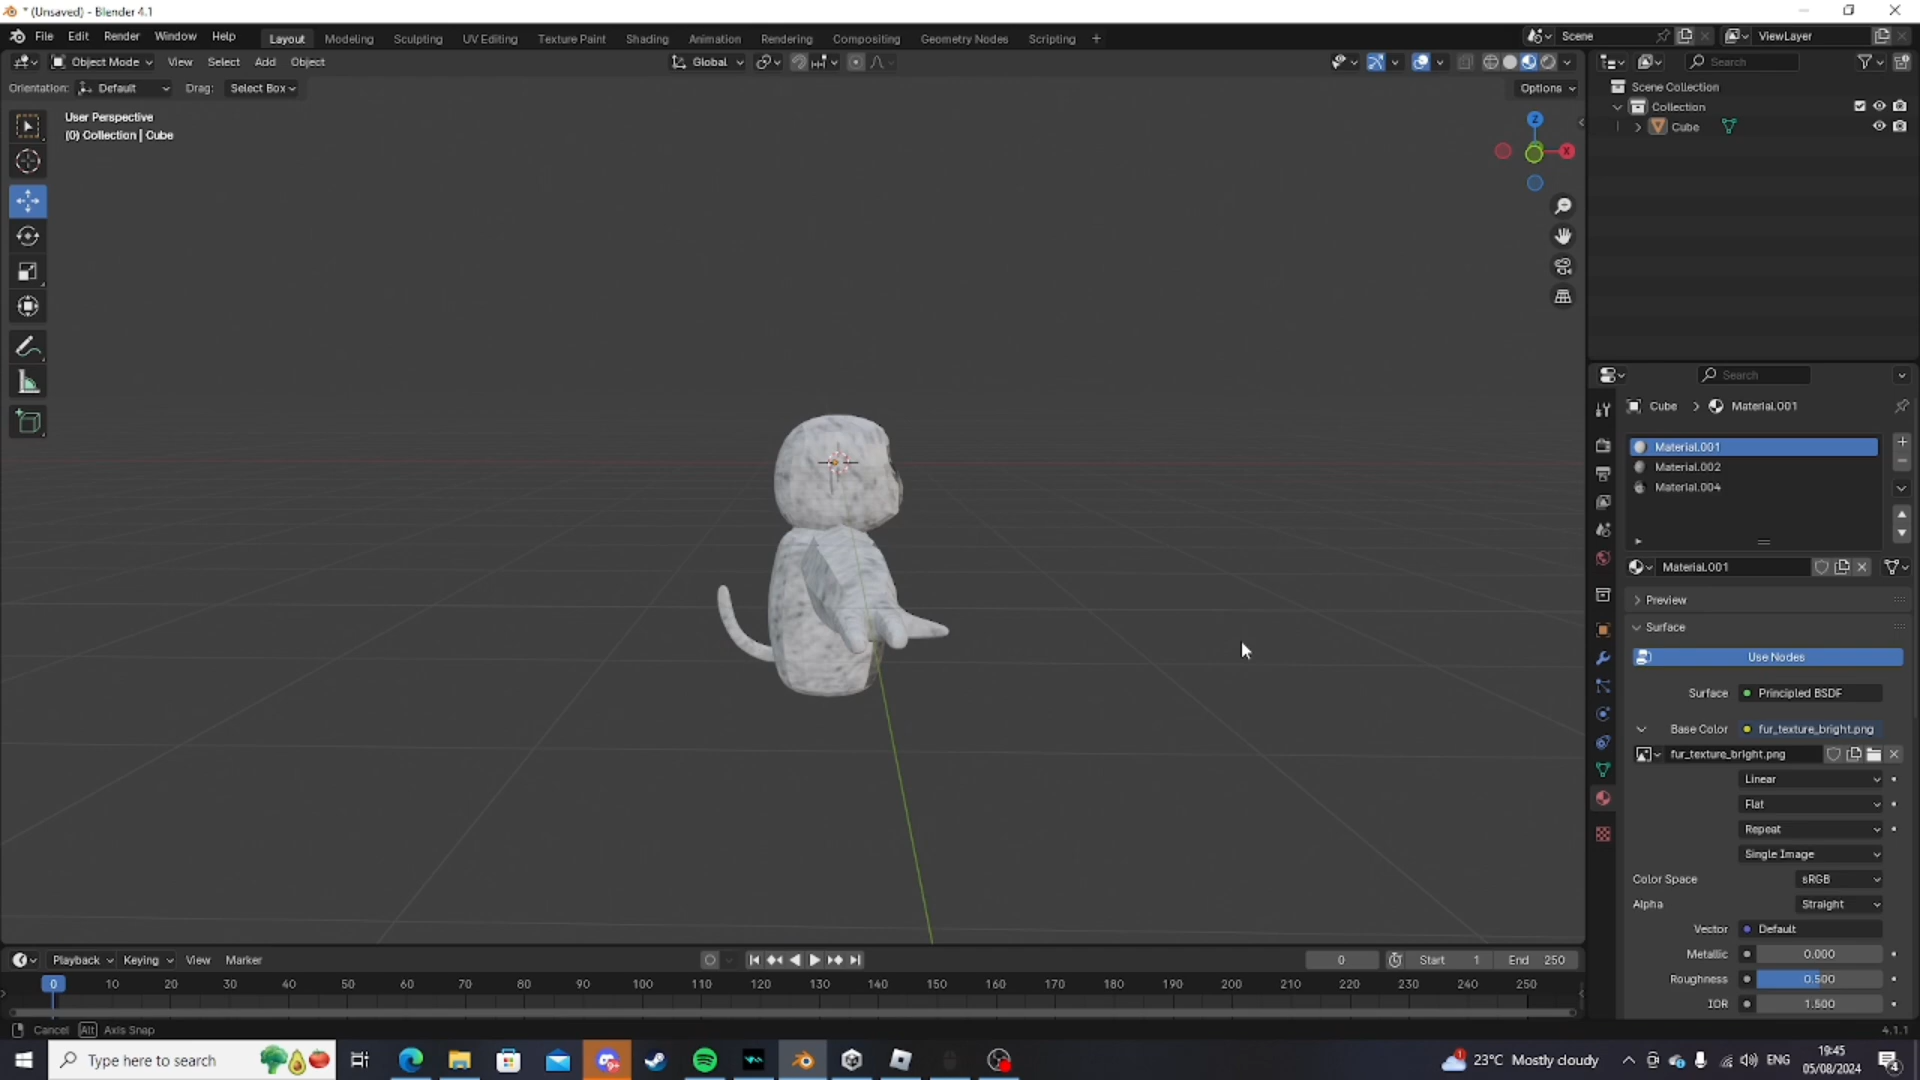 * (Unsaved) - Blender 4.1
File Edit Render Window Help
Layout Modeling Sculpting UV Editing Texture Paint Shading Animation Rendering Compositing Geometry Nodes Scripting +
Scene
ViewLayer
Object Mode View Select Add Object
Global
Search
Orientation: Default Drag: Select Box
Options
Scene Collection
Collection
Cube
User Perspective
(0) Collection | Cube
Z
X
Search
Cube > Material.001
Material.001
Material.002
Material.004
Material.001
Preview
Surface
Use Nodes
Surface Principled BSDF
Base Color fur_texture_bright.png
fur_texture_bright.png
Linear
Flat
Repeat
Single Image
Color Space sRGB
Alpha Straight
Vector Default
Metallic 0.000
Roughness 0.500
IOR 1.500
Playback Keying View Marker
0 Start 1 End 250
0 10 20 30 40 50 60 70 80 90 100 110 120 130 140 150 160 170 180 190 200 210 220 230 240 250
Cancel Alt Axis Snap
4.1.1
Type here to search
1 23°C Mostly cloudy
ENG
19:45
05/08/2024
4